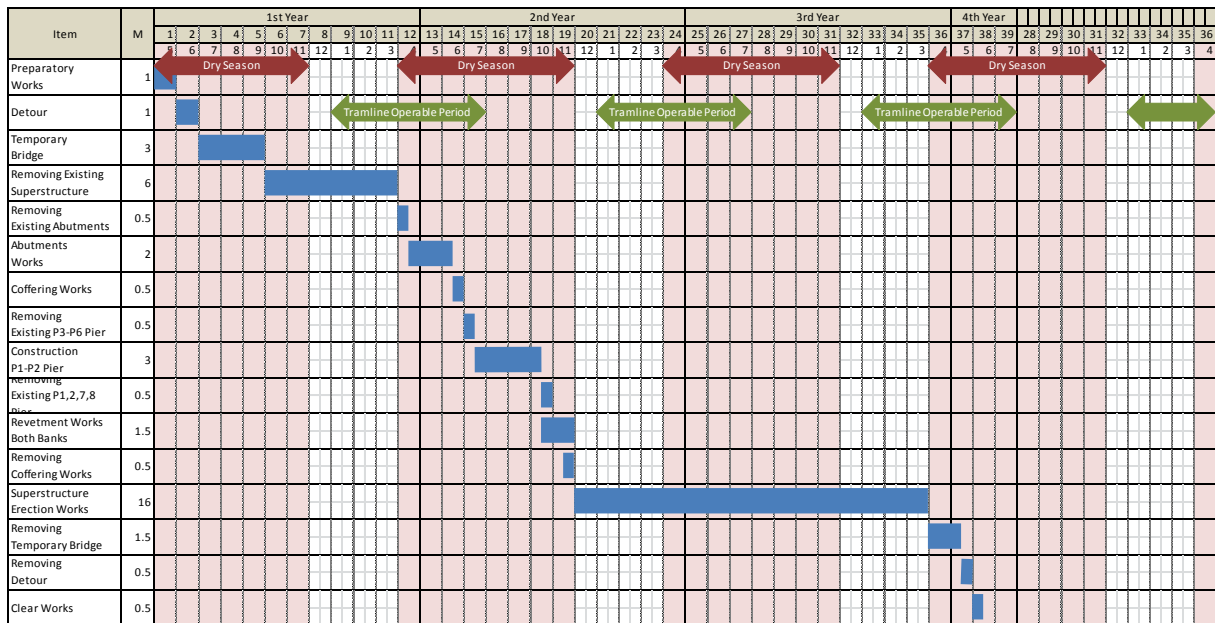 Item M 1st Year 2nd Year 3rd Year 4th Year
1 2 3 4 5 6 7 8 9 10 11 12 13 14 15 16 17 18 19 20 21 22 23 24 25 26 27 28 29 30 31 32 33 34 35 36 37 38 39 28 29 30 31 32 33 34 35 36
5 6 7 8 9 10 11 12 1 2 3 4 5 6 7 8 9 10 11 12 1 2 3 4 5 6 7 8 9 10 11 12 1 2 3 4 5 6 7 8 9 10 11 12 1 2 3 4
Preparatory
Works
1
Dry Season Dry Season Dry Season Dry Season
Detour 1
Tramline Operable Period Tramline Operable Period Tramline Operable Period
Temporary
Bridge
3
Removing Existing
Superstructure
6
Removing
Existing Abutments
0.5
Abutments
Works
2
Coffering Works 0.5
Removing
Existing P3-P6 Pier
0.5
Construction
P1-P2 Pier
3
Removing
Existing P1,2,7,8
Pier
0.5
Revetment Works
Both Banks
1.5
Removing
Coffering Works
0.5
Superstructure
Erection Works
16
Removing
Temporary Bridge
1.5
Removing
Detour
0.5
Clear Works 0.5